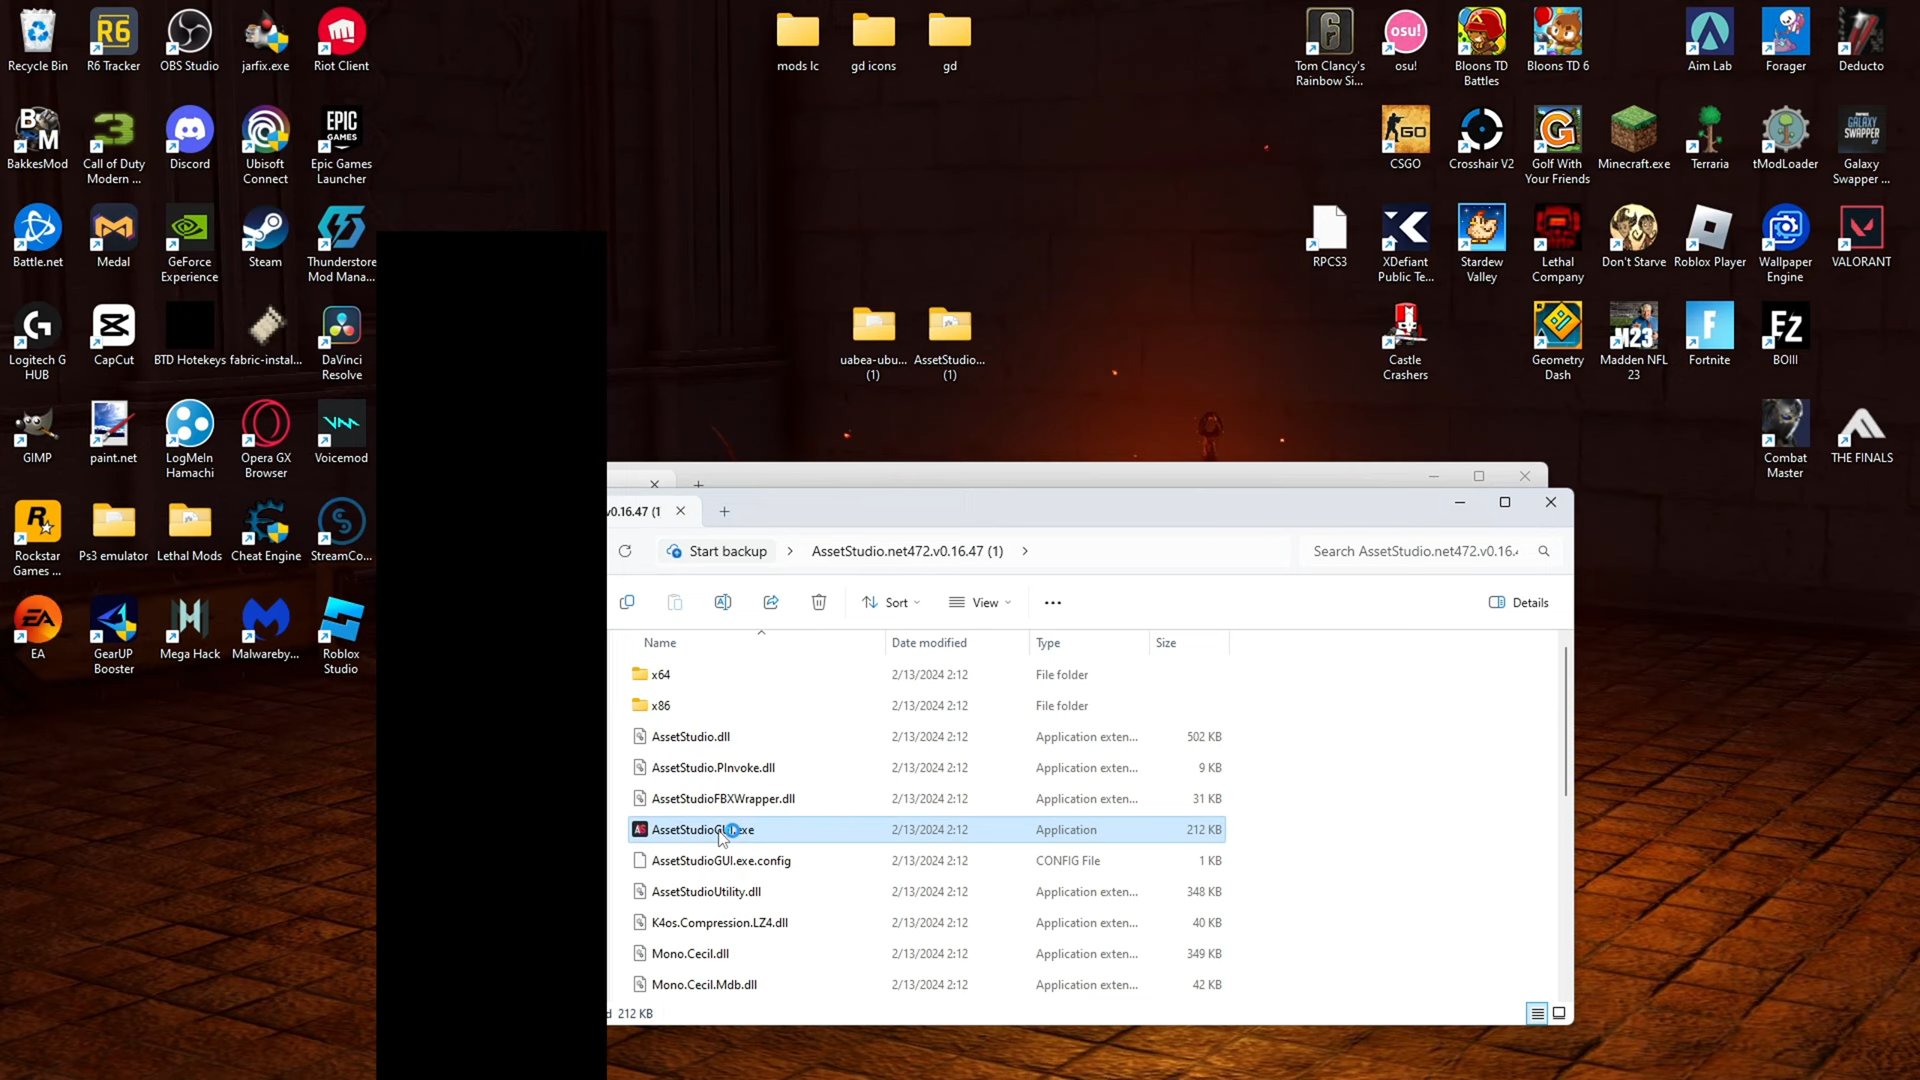 Recycle Bin
R6
R6 Tracker
OBS Studio
jarfix.exe
Riot Client
mods lc
gd icons
gd
Tom Clancy's
Rainbow Si...
osu!
osu!
Bloons TD
Battles
Bloons TD 6
Aim Lab
Forager
Deducto
B
M
BakkesMod
Call of Duty
Modern ...
Discord
Ubisoft
Connect
EPIC
GAMES
Epic Games
Launcher
GO
CSGO
Crosshair V2
Golf With
Your Friends
Minecraft.exe
Terraria
tModLoader
GALAXY
SWAPPER
Galaxy
Swapper ...
Battle.net
Medal
GeForce
Experience
Steam
Thunderstore
Mod Mana...
RPCS3
XDefiant
Public Te...
Stardew
Valley
Lethal
Company
Don't Starve
Roblox Player
Wallpaper
Engine
VALORANT
Logitech G
HUB
CapCut
BTD Hotkeys
fabric-instal...
DaVinci
Resolve
uabea-ubu...
(1)
AssetStudio...
(1)
Castle
Crashers
Geometry
Dash
M23
Madden NFL
23
F
Fortnite
EZ
BOIII
GIMP
paint.net
LogMeIn
Hamachi
Opera GX
Browser
Voicemod
Combat
Master
THE FINALS
Rockstar
Games ...
Ps3 emulator
Lethal Mods
Cheat Engine
StreamCo...
EA
EA
GearUP
Booster
Mega Hack
Malwareby...
Roblox
Studio
v0.16.47 (1
Start backup
AssetStudio.net472.v0.16.47 (1)
Search AssetStudio.net472.v0.16.4
Sort
View
Details
Name
Date modified
Type
Size
x64
2/13/2024 2:12
File folder
x86
2/13/2024 2:12
File folder
AssetStudio.dll
2/13/2024 2:12
Application exten...
502 KB
AssetStudio.PInvoke.dll
2/13/2024 2:12
Application exten...
9 KB
AssetStudioFBXWrapper.dll
2/13/2024 2:12
Application exten...
31 KB
AssetStudioGUI.exe
2/13/2024 2:12
Application
212 KB
AssetStudioGUI.exe.config
2/13/2024 2:12
CONFIG File
1 KB
AssetStudioUtility.dll
2/13/2024 2:12
Application exten...
348 KB
K4os.Compression.LZ4.dll
2/13/2024 2:12
Application exten...
40 KB
Mono.Cecil.dll
2/13/2024 2:12
Application exten...
349 KB
Mono.Cecil.Mdb.dll
2/13/2024 2:12
Application exten...
42 KB
d 212 KB